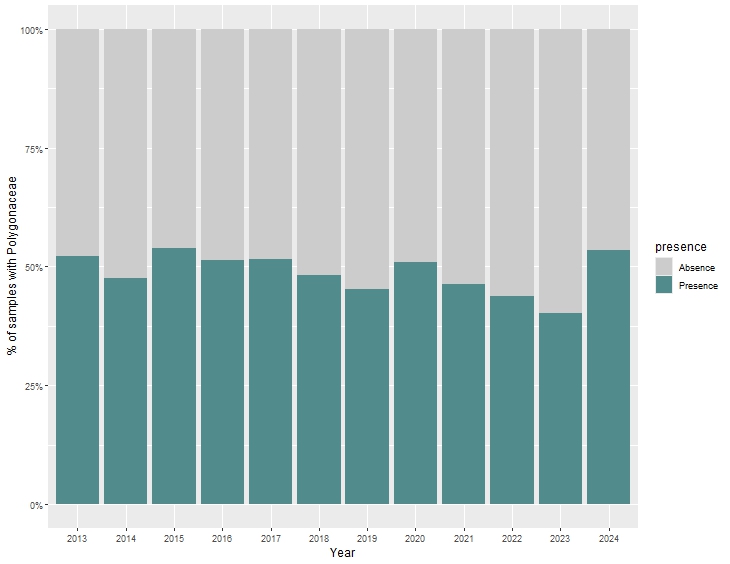 100%
75%
50%
25%
0%
% of samples with Polygonaceae
2013 2014 2015 2016 2017 2018 2019 2020 2021 2022 2023 2024
Year
presence
Absence
Presence